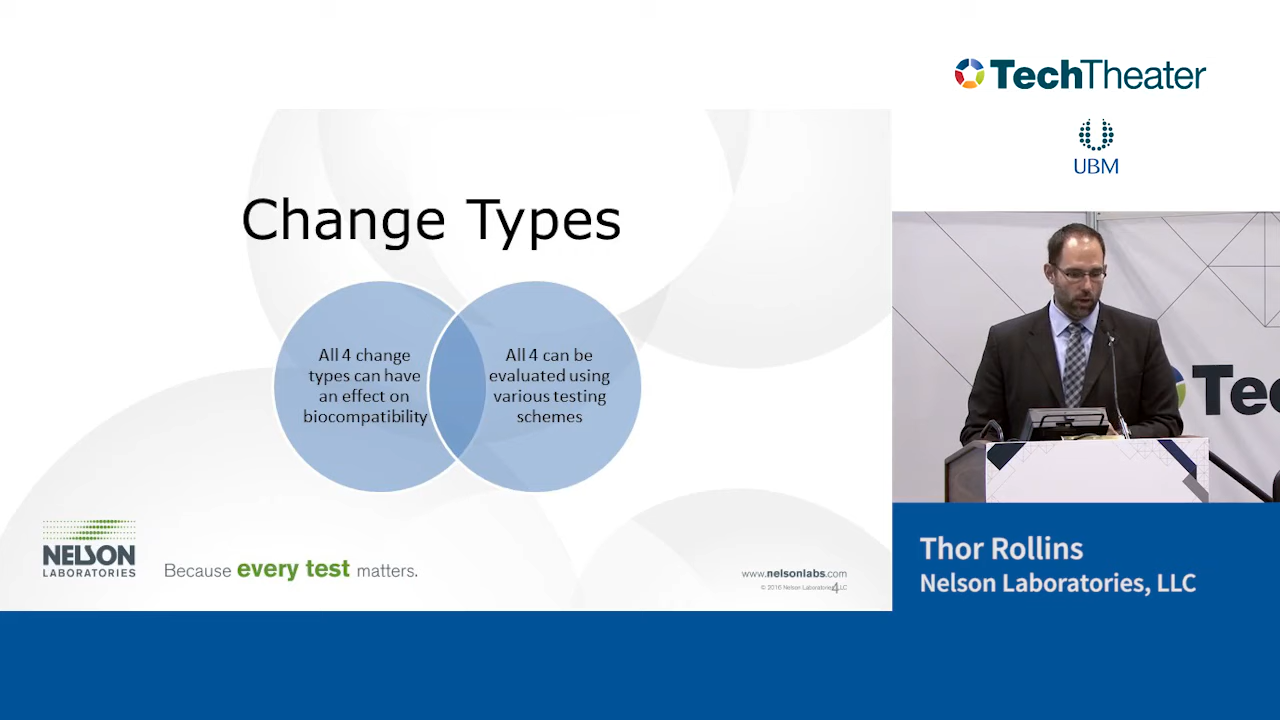 TechTheater
UBM
Change Types
All 4 change
types can have
an effect on
biocompatibility
All 4 can be
evaluated using
various testing
schemes
NELSON
LABORATORIES
Because every test matters.
www.nelsonlabs.com
© 2016 Nelson Laboratories, LLC
4
Tec
Thor Rollins
Nelson Laboratories, LLC